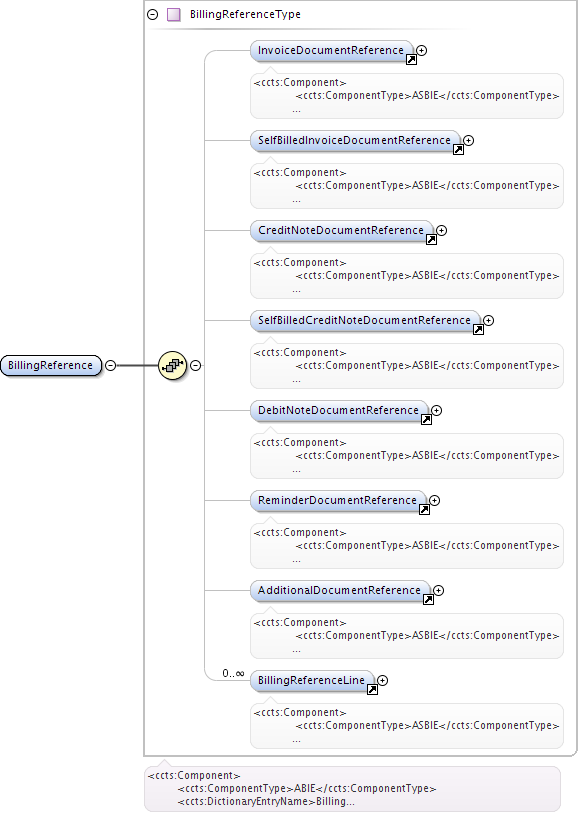 BillingReferenceType
InvoiceDocumentReference
<ccts:Component>
<ccts:ComponentType>ASBIE</ccts:ComponentType>
...
SelfBilledInvoiceDocumentReference
<ccts:Component>
<ccts:ComponentType>ASBIE</ccts:ComponentType>
...
CreditNoteDocumentReference
<ccts:Component>
<ccts:ComponentType>ASBIE</ccts:ComponentType>
...
SelfBilledCreditNoteDocumentReference
<ccts:Component>
<ccts:ComponentType>ASBIE</ccts:ComponentType>
...
BillingReference
DebitNoteDocumentReference
<ccts:Component>
<ccts:ComponentType>ASBIE</ccts:ComponentType>
...
ReminderDocumentReference
<ccts:Component>
<ccts:ComponentType>ASBIE</ccts:ComponentType>
...
AdditionalDocumentReference
<ccts:Component>
<ccts:ComponentType>ASBIE</ccts:ComponentType>
...
0..∞ BillingReferenceLine
<ccts:Component>
<ccts:ComponentType>ASBIE</ccts:ComponentType>
...
<ccts:Component>
<ccts:ComponentType>ABIE</ccts:ComponentType>
<ccts:DictionaryEntryName>Billing...